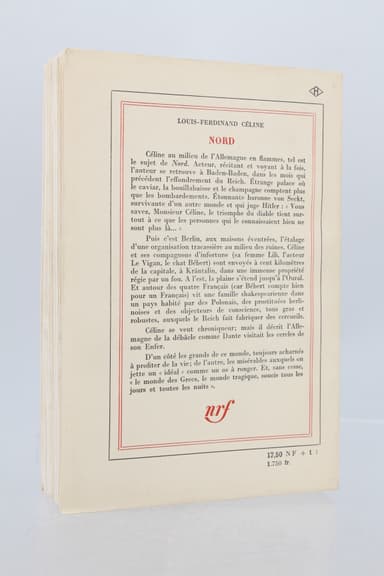 LOUIS-FERDINAND CÉLINE
NORD
Céline au milieu de l'Allemagne en flammes, tel est
le sujet de Nord. Acteur, récitant et voyant à la fois,
l'auteur se retrouve à Baden-Baden, dans les mois qui
précèdent l'effondrement du Reich. Étrange palace où
le caviar, la bouillabaisse et le champagne comptent plus
que les bombardements. Étonnante baronne von Seckt,
survivante d'un autre monde et qui juge Hitler : « Vous
savez, Monsieur Céline, le triomphe du diable tient sur-
tout à ce que les personnes qui le connaissaient bien ne
sont plus là... »
Puis c'est Berlin, aux maisons éventrées, l'étalage
d'une organisation tracassière au milieu des ruines. Céline
et ses compagnons d'infortune (sa femme Lili, l'acteur
Le Vigan, le chat Bébert) sont envoyés à cent kilomètres
de la capitale, à Kräntzlin, dans une immense propriété
régie par un fou. A l'est, la plaine s'étend jusqu'à l'Oural.
Et autour des quatre Français (car Bébert compte bien
pour un Français) vit une famille shakespearienne dans
un pays habité par des Polonais, des prostituées berli-
noises et des objecteurs de conscience, tous gras et
robustes, auxquels le Reich fait fabriquer des cercueils.
Céline se veut chroniqueur; mais il décrit l'Alle-
magne de la débâcle comme Dante visitait les cercles de
son Enfer.
D'un côté les grands de ce monde, toujours acharnés
à profiter de la vie; de l'autre, les misérables auxquels on
jette un « idéal » comme un os à ronger. Et, sans cesse,
« le monde des Grecs, le monde tragique, soucis tous les
jours et toutes les nuits ».
nrf
17,50 NF + t l
1.750 fr